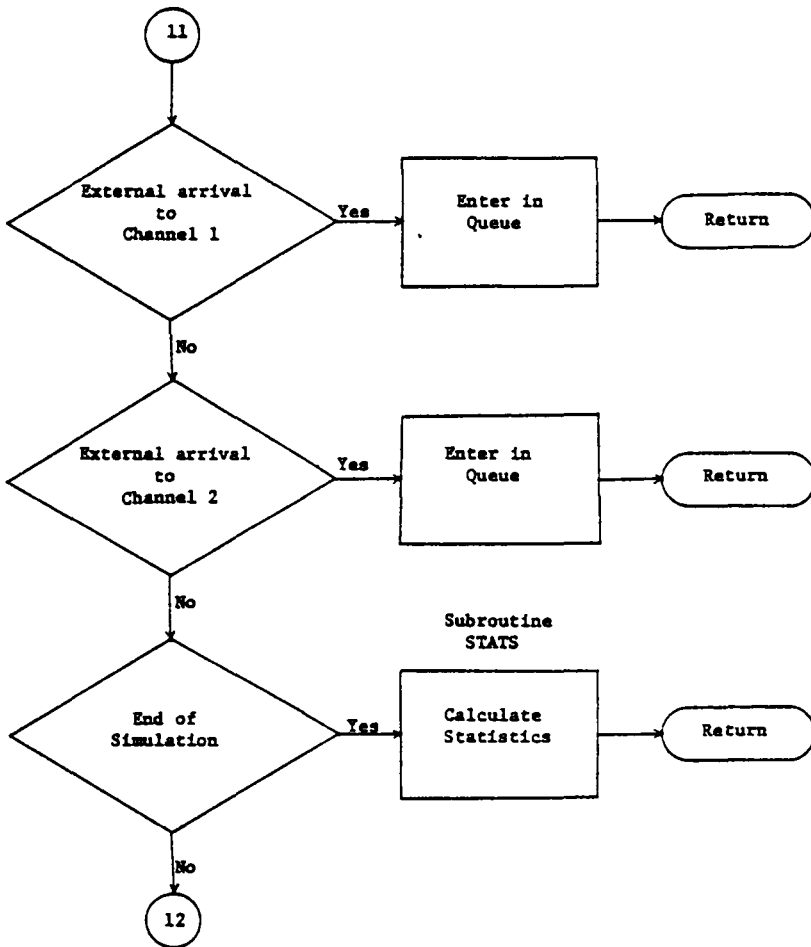 11
External arrival
to
Channel 1
Yes
Enter in
Queue
Return
No
External arrival
to
Channel 2
Yes
Enter in
Queue
Return
No
Subroutine
STATS
End of
Simulation
Yes
Calculate
Statistics
Return
No
12